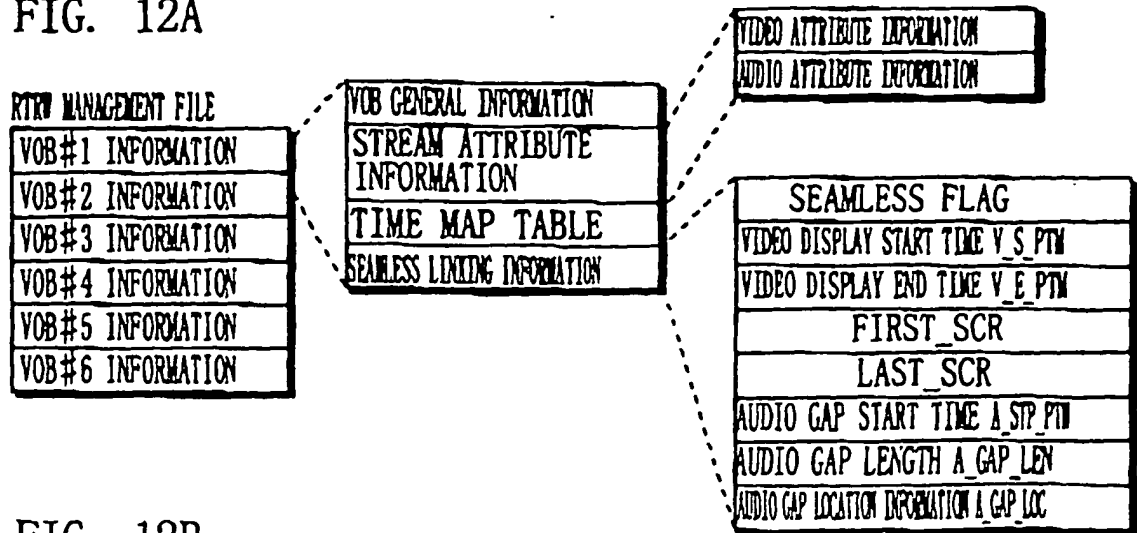 FIG. 12A
RTRW MANAGEMENT FILE
VOB#1 INFORMATION
VOB#2 INFORMATION
VOB#3 INFORMATION
VOB#4 INFORMATION
VOB#5 INFORMATION
VOB#6 INFORMATION
VOB GENERAL INFORMATION
STREAM ATTRIBUTE
INFORMATION
TIME MAP TABLE
SEAMLESS LINKING INFORMATION
VIDEO ATTRIBUTE INFORMATION
AUDIO ATTRIBUTE INFORMATION
SEAMLESS FLAG
VIDEO DISPLAY START TIME V_S_PTM
VIDEO DISPLAY END TIME V_E_PTM
FIRST_SCR
LAST_SCR
AUDIO GAP START TIME A_STP_PTM
AUDIO GAP LENGTH A_GAP_LEN
AUDIO GAP LOCATION INFORMATION A_GAP_LOC
FIG. 12B